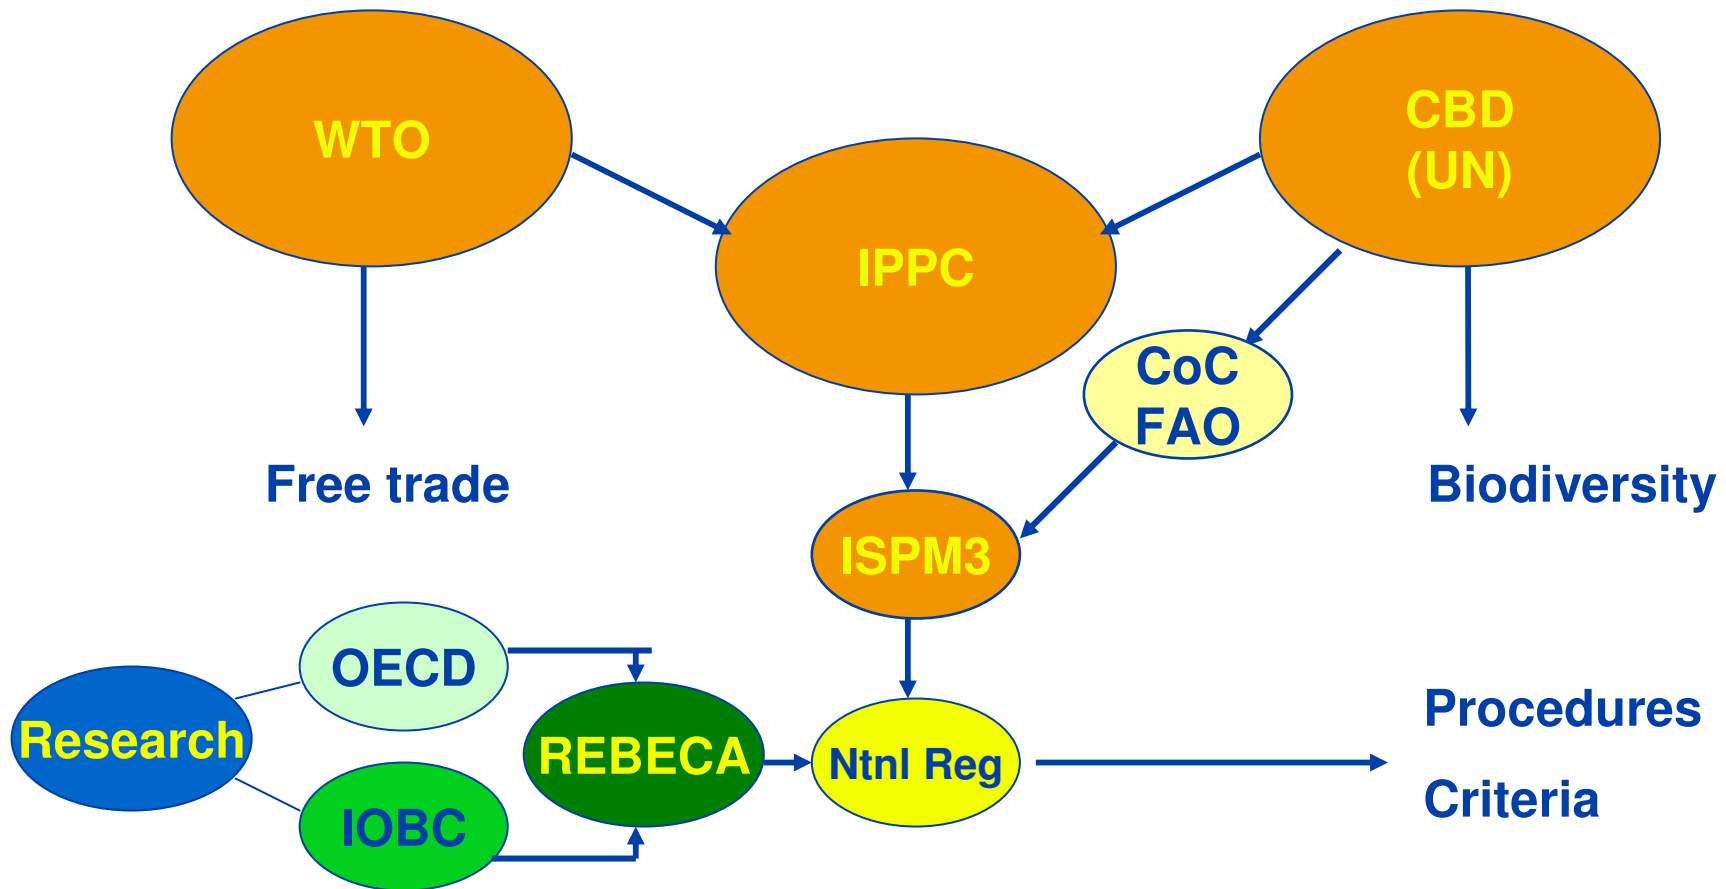 WTO
CBD
(UN)
IPPC
CoC
FAO
Free trade
Biodiversity
ISPM3
OECD
Research
REBECA
Ntnl Reg
IOBC
Procedures
Criteria